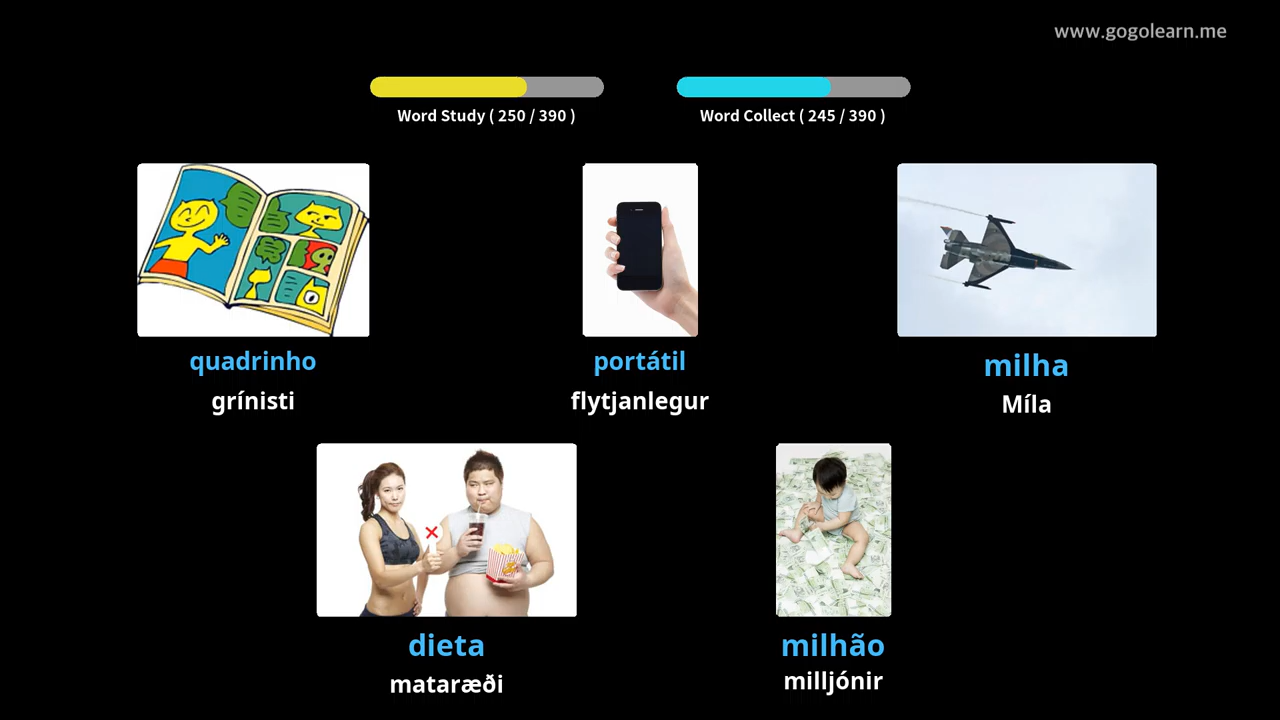 www.gogolearn.me
Word Study ( 250 / 390 )
Word Collect ( 245 / 390 )
quadrinho
grínisti
portátil
flytjanlegur
milha
Míla
dieta
mataræði
milhão
milljónir